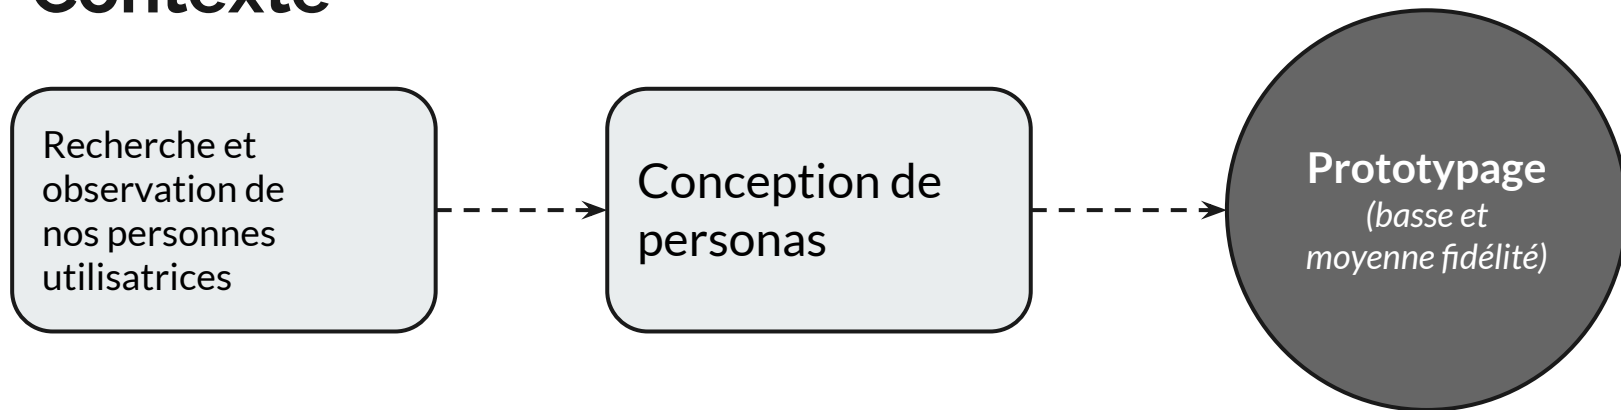 Contexte
Recherche et
observation de
nos personnes
utilisatrices
Conception de
personas
Prototypage
(basse et
moyenne fidélité)